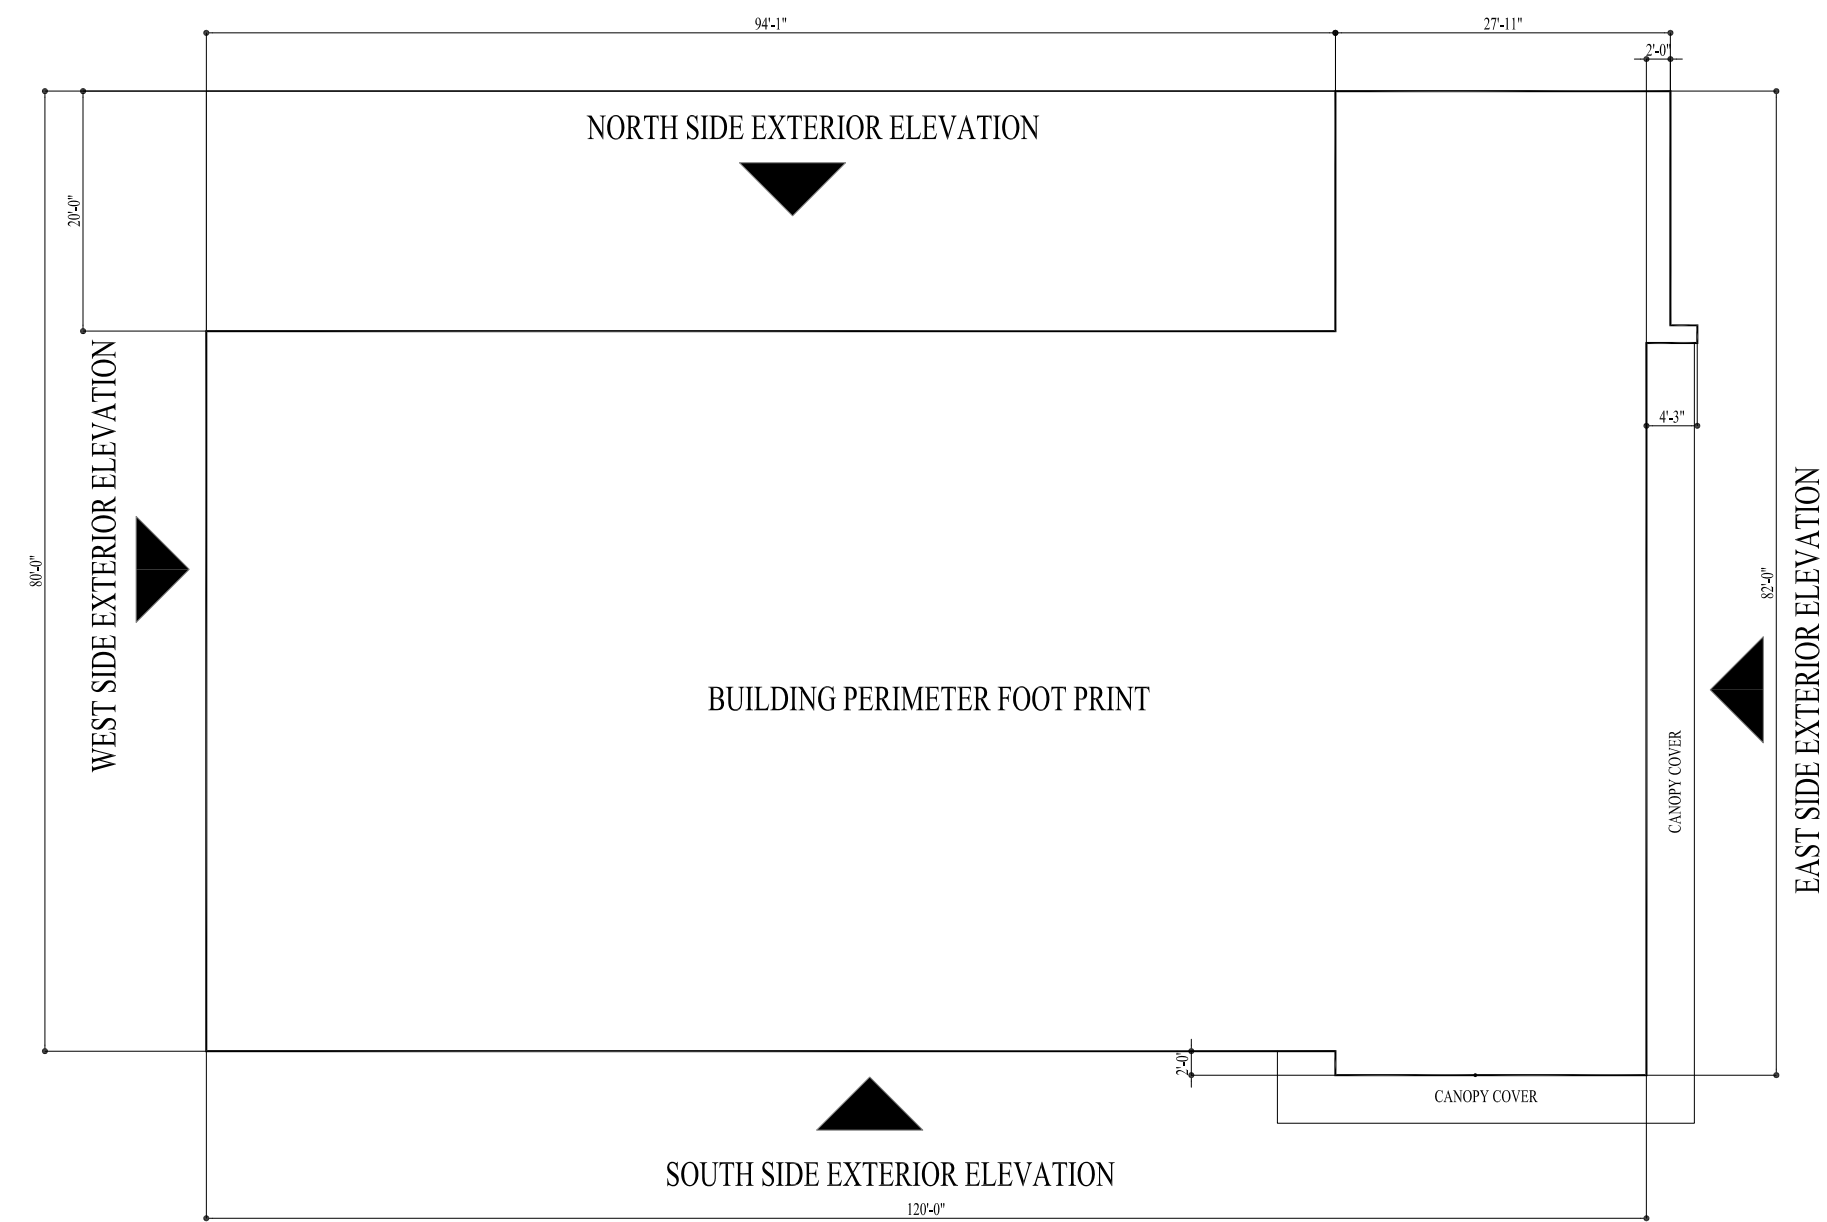 94'-1"
27'-11"
2'-0"
NORTH SIDE EXTERIOR ELEVATION
20'-0"
WEST SIDE EXTERIOR ELEVATION
4'-3"
80'-0"
82'-0"
EAST SIDE EXTERIOR ELEVATION
BUILDING PERIMETER FOOT PRINT
CANOPY COVER
2'-0"
CANOPY COVER
SOUTH SIDE EXTERIOR ELEVATION
120'-0"